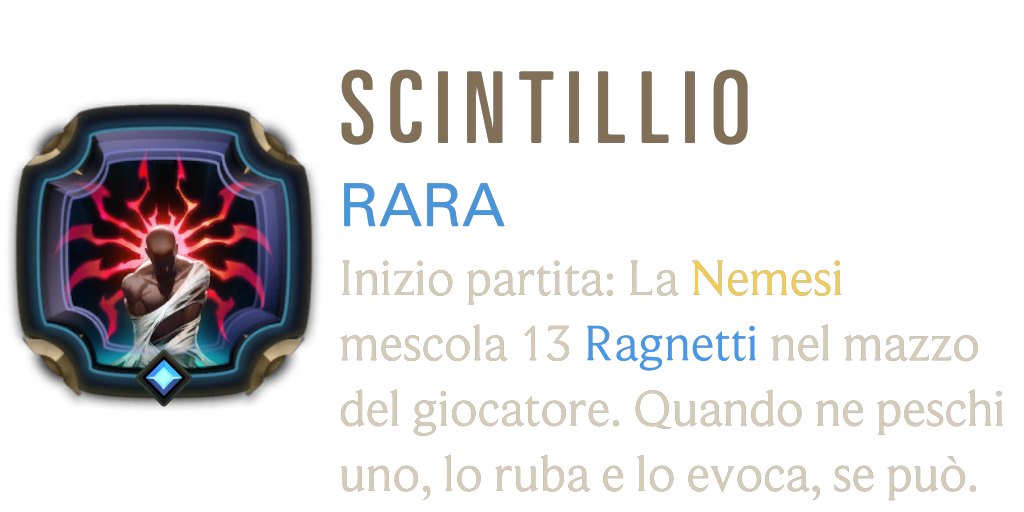 SCINTILLIO
RARA
Inizio partita: La Nemesi
mescola 13 Ragnetti nel mazzo
del giocatore. Quando ne peschi
uno, lo ruba e lo evoca, se può.